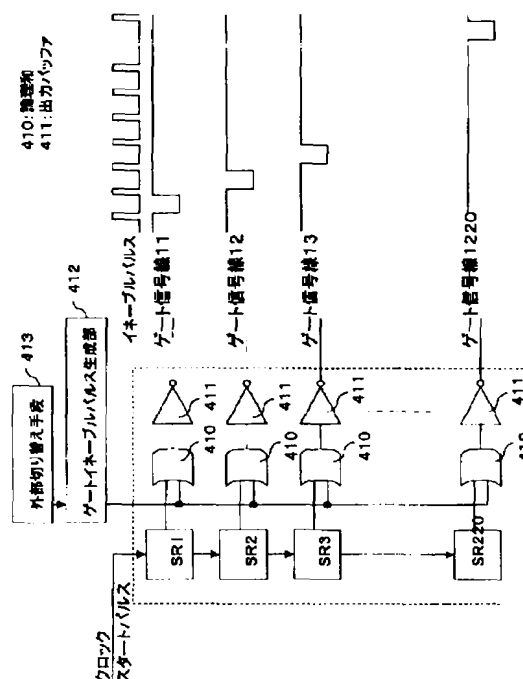 410:論理和
411:出力バッファ
413
外部切り替え手段
412
ゲートイネーブルパルス生成部
イネーブルパルス
クロック
スタートパルス
SR1
410
411
ゲート信号線11
SR2
410
411
ゲート信号線12
SR3
410
411
ゲート信号線13
SR220
410
411
ゲート信号線1220